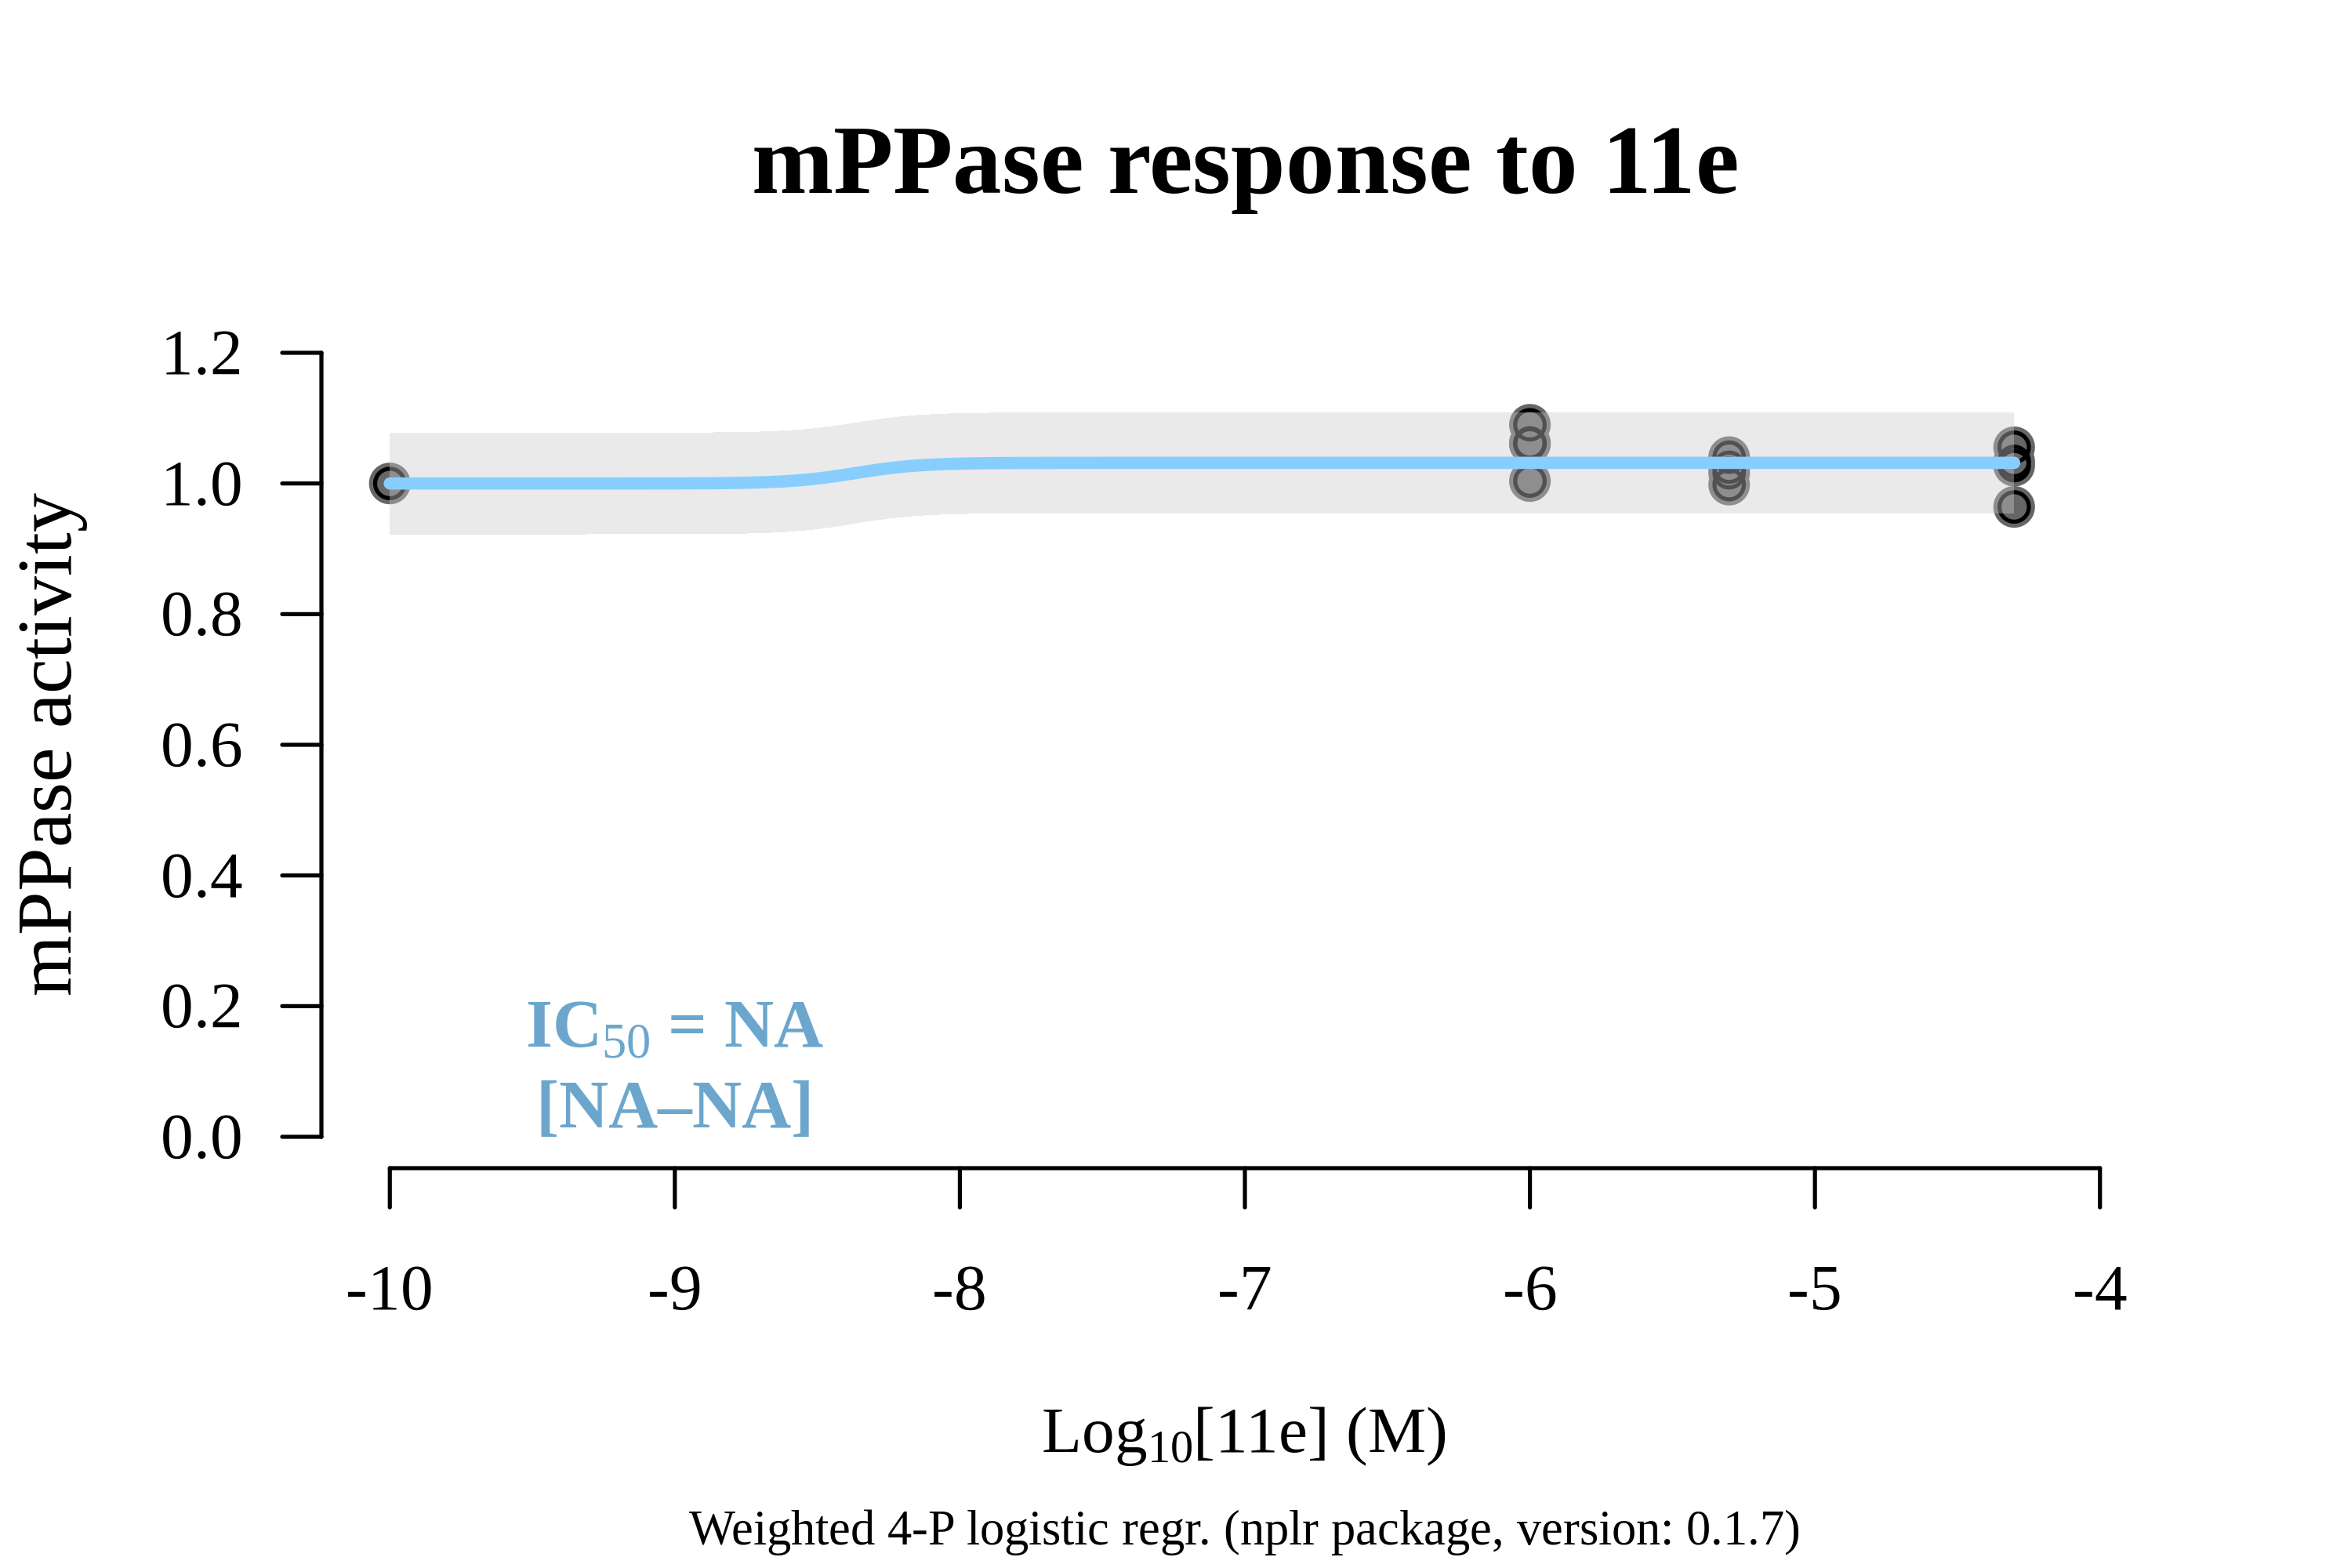 mPPase response to 11e
1.2
1.0
0.8
0.6
0.4
0.2
0.0
mPPase activity
IC50 = NA
[NA–NA]
-10 -9 -8 -7 -6 -5 -4
Log10[11e] (M)
Weighted 4-P logistic regr. (nplr package, version: 0.1.7)